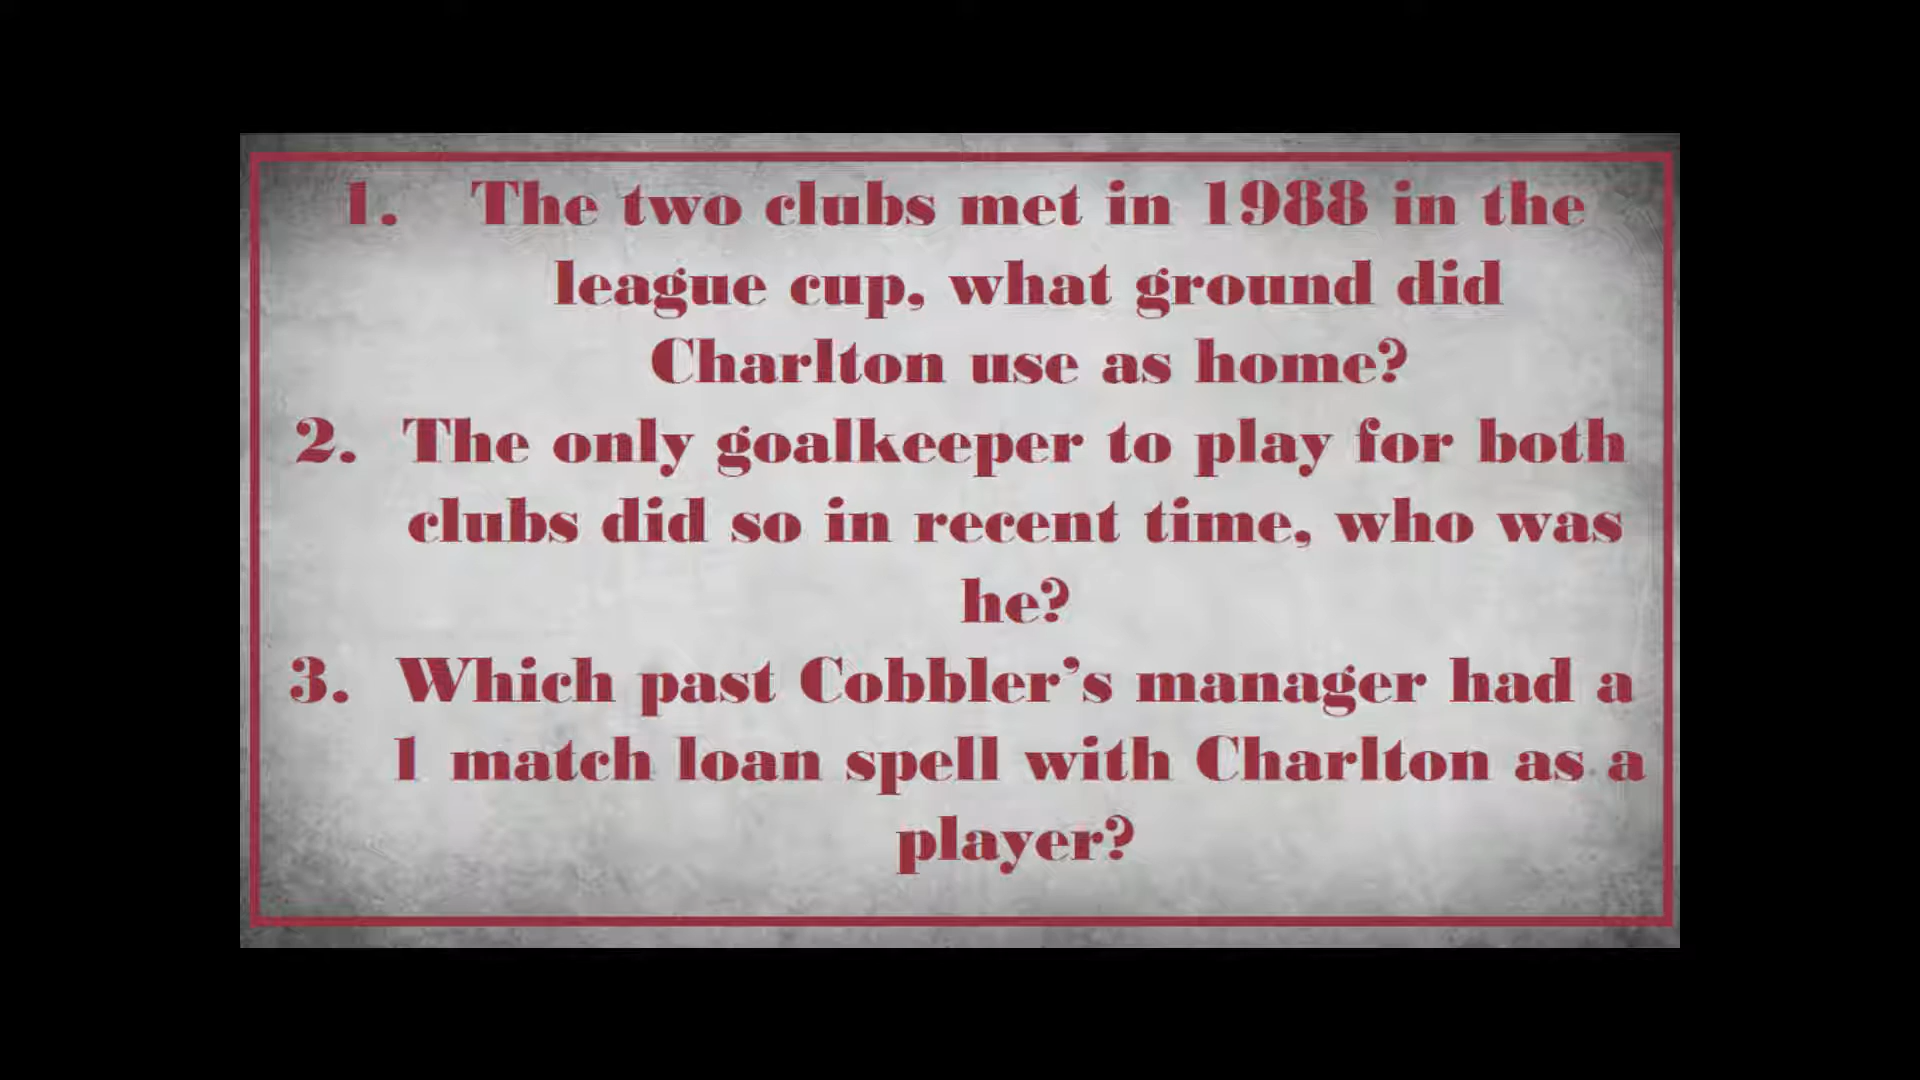 1. The two clubs met in 1988 in the
league cup, what ground did
Charlton use as home?
2. The only goalkeeper to play for both
clubs did so in recent time, who was
he?
3. Which past Cobbler’s manager had a
1 match loan spell with Charlton as a
player?